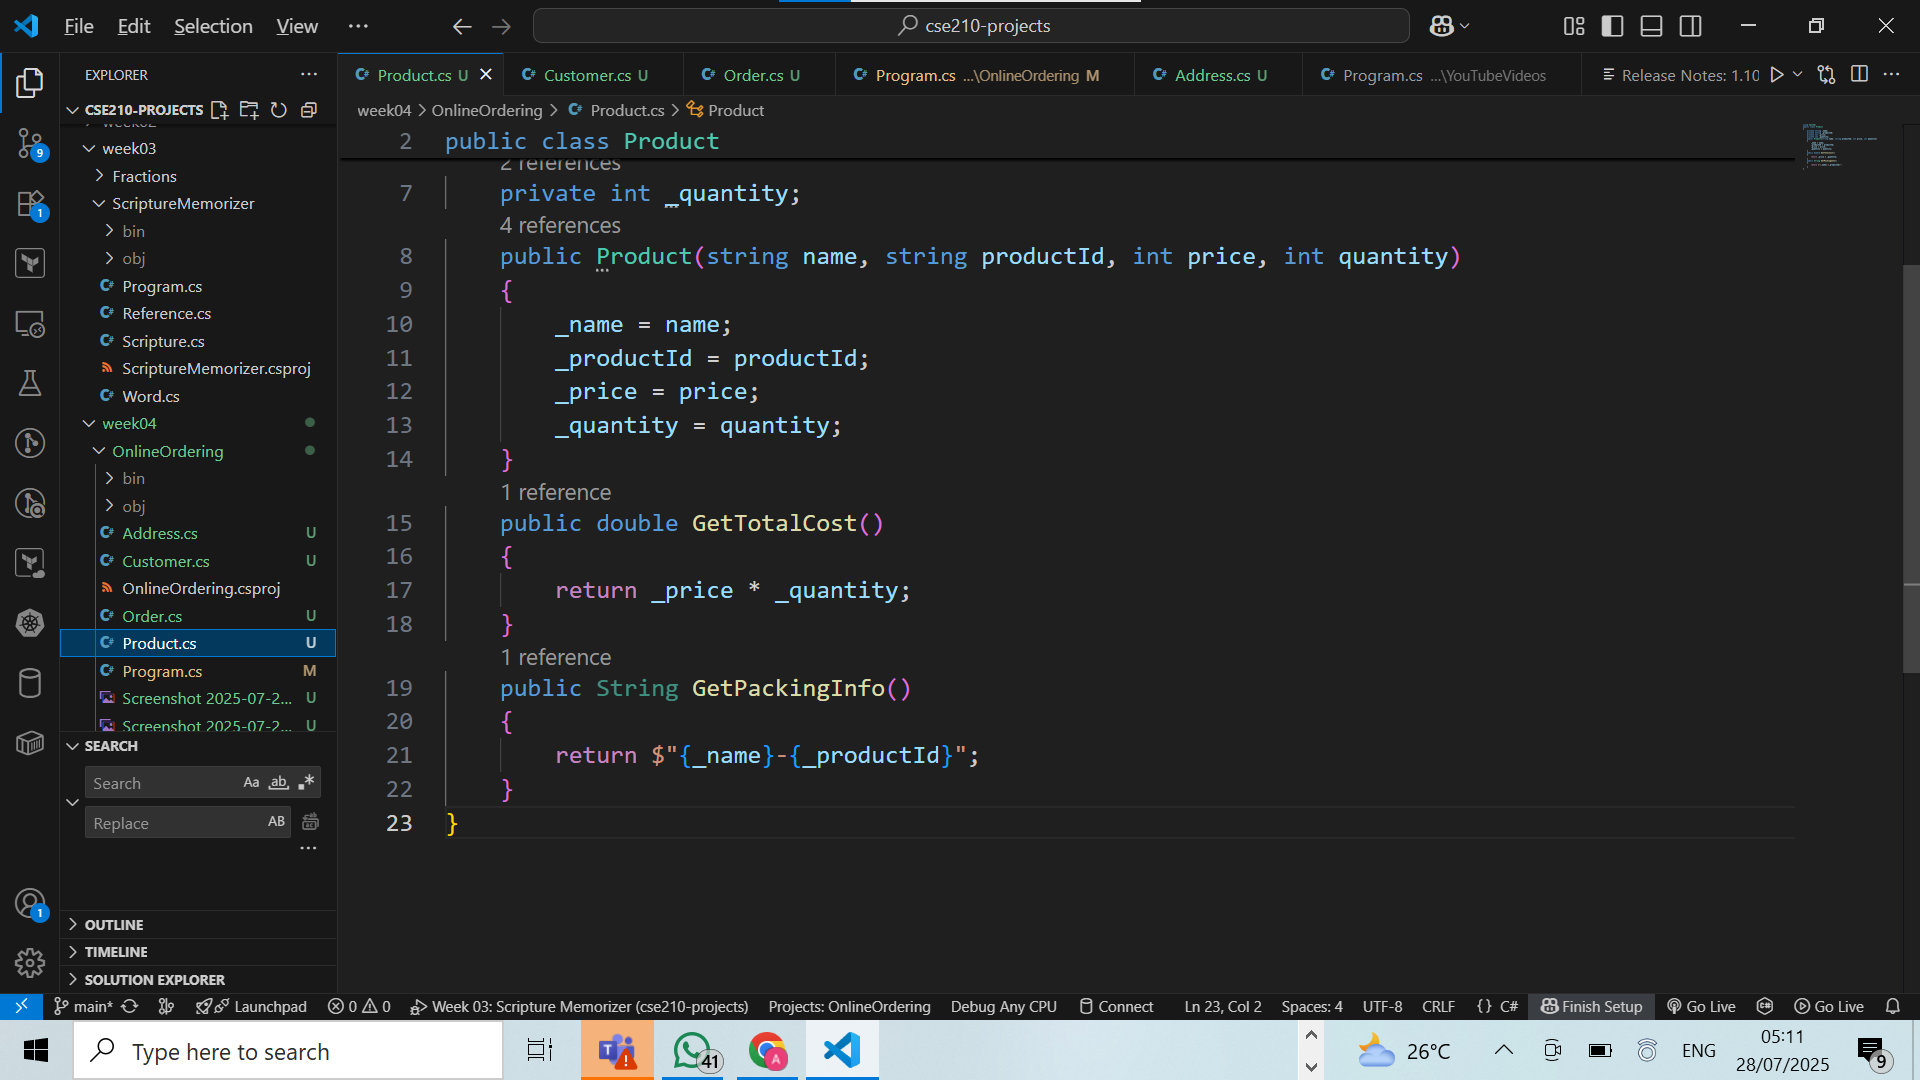 File Edit Selection View ...
cse210-projects
EXPLORER
CSE210-PROJECTS
week02
week03
Fractions
ScriptureMemorizer
bin
obj
Program.cs
Reference.cs
Scripture.cs
ScriptureMemorizer.csproj
Word.cs
week04
OnlineOrdering
bin
obj
Address.cs U
Customer.cs U
OnlineOrdering.csproj
Order.cs U
Product.cs U
Program.cs M
Screenshot 2025-07-2... U
Screenshot 2025-07-2... U
SEARCH
Search Aa ab
Replace AB
OUTLINE
TIMELINE
SOLUTION EXPLORER
9
1
1
Product.cs U Customer.cs U Order.cs U Program.cs ...\OnlineOrdering M Address.cs U Program.cs ...\YouTubeVideos Release Notes: 1.10
week04 > OnlineOrdering > Product.cs > Product
2 public class Product
2 references
7 private int _quantity;
4 references
8 public Product(string name, string productId, int price, int quantity)
9 {
10 _name = name;
11 _productId = productId;
12 _price = price;
13 _quantity = quantity;
14 }
1 reference
15 public double GetTotalCost()
16 {
17 return _price * _quantity;
18 }
1 reference
19 public String GetPackingInfo()
20 {
21 return $"{_name}-{_productId}";
22 }
23 }
main* Launchpad 0 0 Week 03: Scripture Memorizer (cse210-projects) Projects: OnlineOrdering Debug Any CPU Connect Ln 23, Col 2 Spaces: 4 UTF-8 CRLF {} C# Finish Setup Go Live Go Live
Type here to search
41
26°C
ENG
05:11
28/07/2025
9